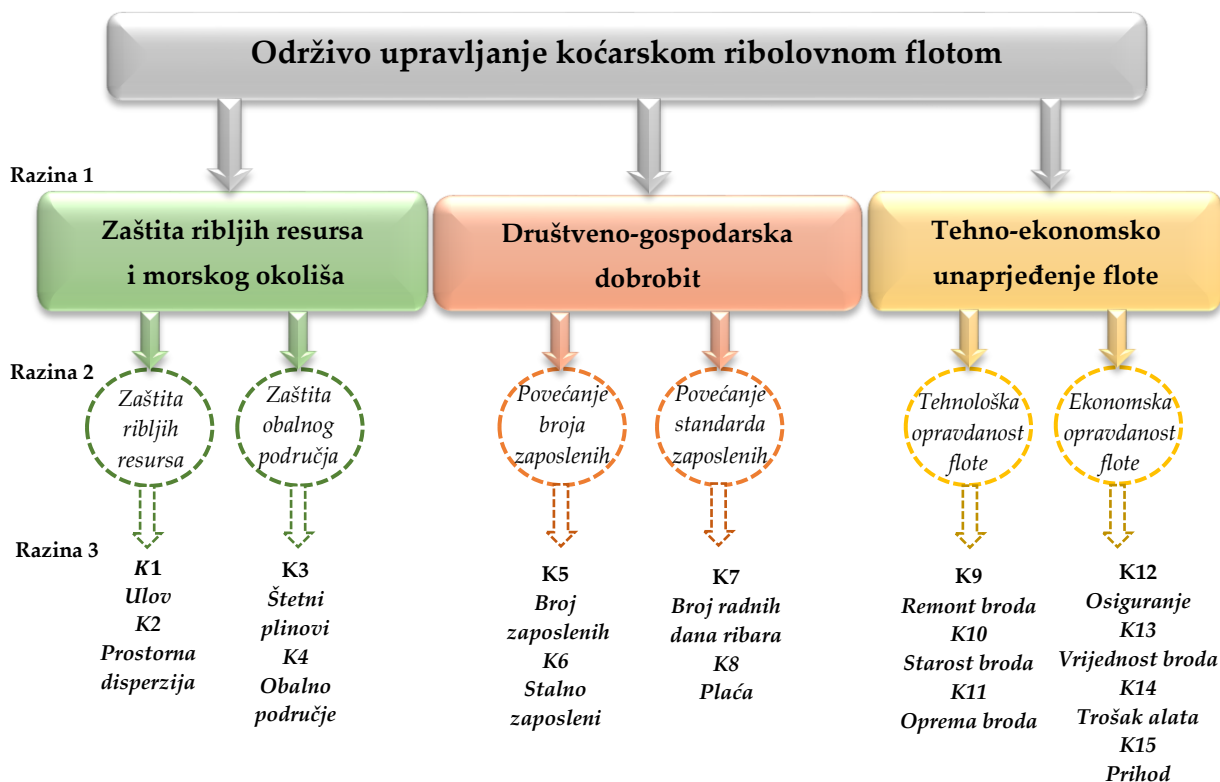 Održivo upravljanje koćarskom ribolovnom flotom
Razina 1
Zaštita ribljih resursa
i morskog okoliša
Društveno-gospodarska
dobrobit
Tehno-ekonomsko
unaprjeđenje flote
Razina 2
Zaštita
ribljih
resursa
Zaštita
obalnog
područja
Povećanje
broja
zaposlenih
Povećanje
standarda
zaposlenih
Tehnološka
opravdanost
flote
Ekonomska
opravdanost
flote
Razina 3
K1
Ulov
K2
Prostorna
disperzija
K3
Štetni
plinovi
K4
Obalno
područje
K5
Broj
zaposlenih
K6
Stalno
zaposleni
K7
Broj radnih
dana ribara
K8
Plaća
K9
Remont broda
K10
Starost broda
K11
Oprema broda
K12
Osiguranje
K13
Vrijednost broda
K14
Trošak alata
K15
Prihod